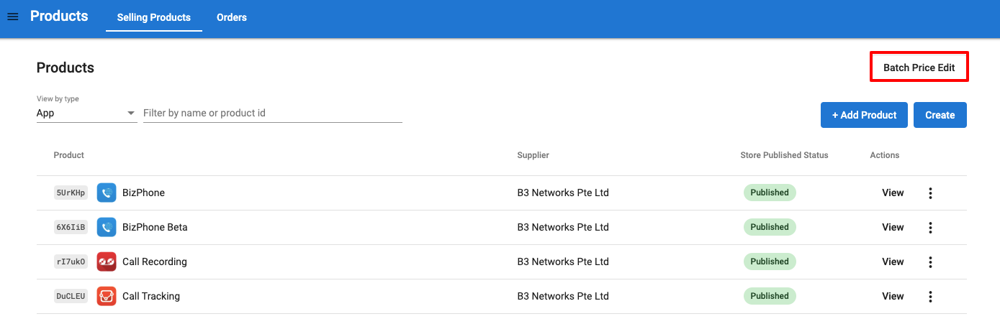 Products Selling Products Orders
Products Batch Price Edit
View by type
App Filter by name or product id
+ Add Product Create
Product Supplier Store Published Status Actions
5UrKHp BizPhone B3 Networks Pte Ltd Published View
6X6IiB BizPhone Beta B3 Networks Pte Ltd Published View
rI7ukO Call Recording B3 Networks Pte Ltd Published View
DuCLEU Call Tracking B3 Networks Pte Ltd Published View